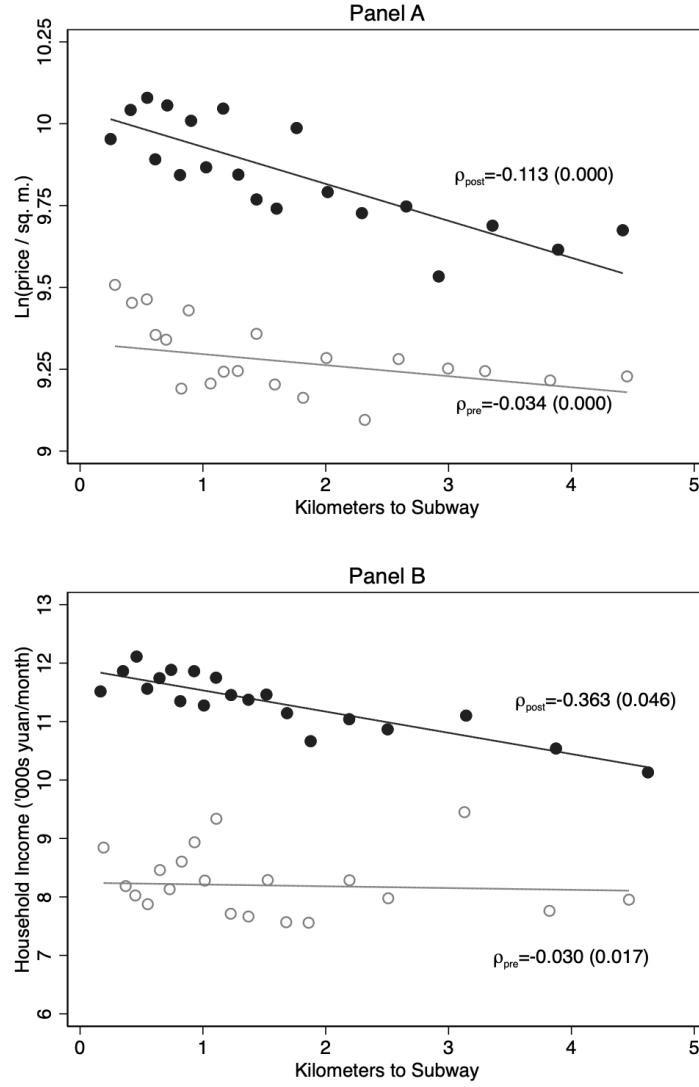 Panel A
Ln(price / sq. m.)
10.25
10
9.75
9.5
9.25
9
ρpost=-0.113 (0.000)
ρpre=-0.034 (0.000)
0 1 2 3 4 5
Kilometers to Subway
Panel B
Household Income ('000s yuan/month)
13
12
11
10
9
8
7
6
ρpost=-0.363 (0.046)
ρpre=-0.030 (0.017)
0 1 2 3 4 5
Kilometers to Subway